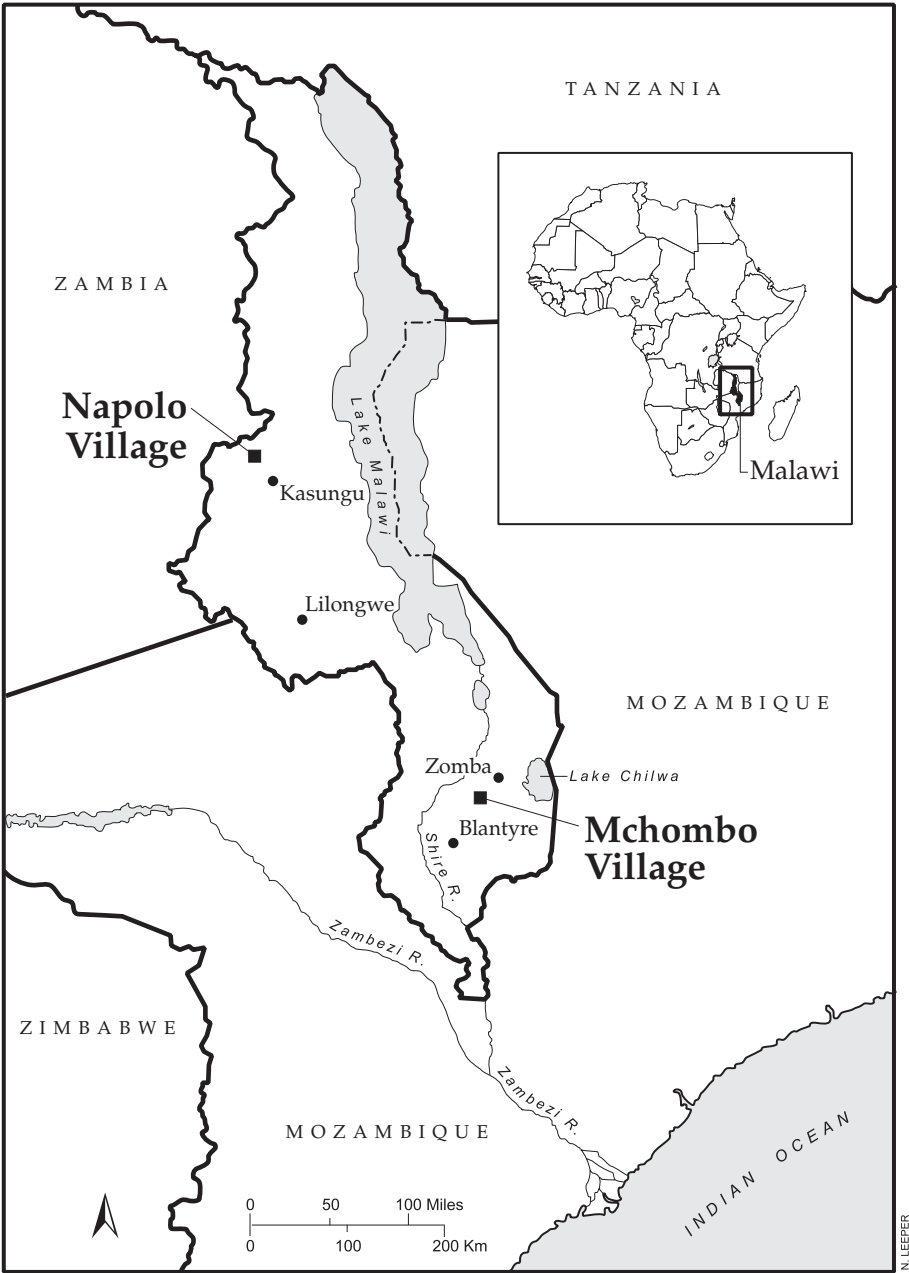 TANZANIA
ZAMBIA
Napolo
Village
Kasungu
Lake Malawi
Malawi
Lilongwe
MOZAMBIQUE
Zomba
Lake Chilwa
Blantyre
Mchombo
Village
Shire R.
Zambezi R.
ZIMBABWE
Zambezi R.
MOZAMBIQUE
INDIAN OCEAN
0 50 100 Miles
0 100 200 Km
N. LEEPER